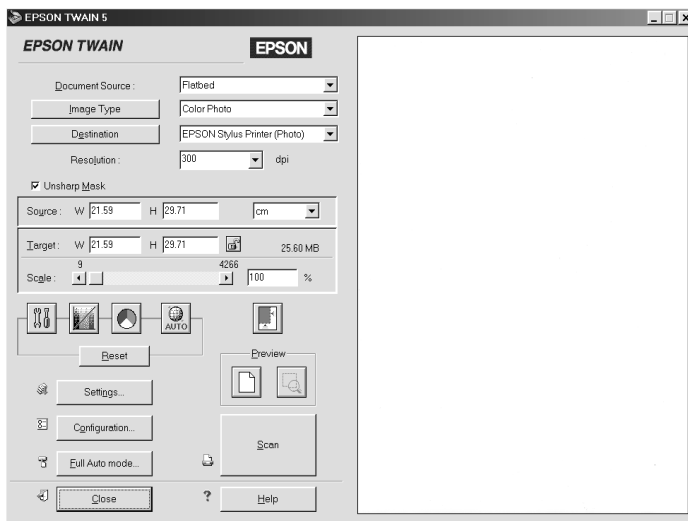 EPSON TWAIN 5
EPSON TWAIN EPSON
Document Source : Flatbed
Image Type Color Photo
Destination EPSON Stylus Printer (Photo)
Resolution : 300 dpi
Unsharp Mask
Source : W 21.59 H 29.71 cm
Target : W 21.59 H 29.71 25.60 MB
9 4266
Scale : 100 %
AUTO
Reset
Preview
Settings...
Configuration...
Scan
Full Auto mode...
Close ? Help